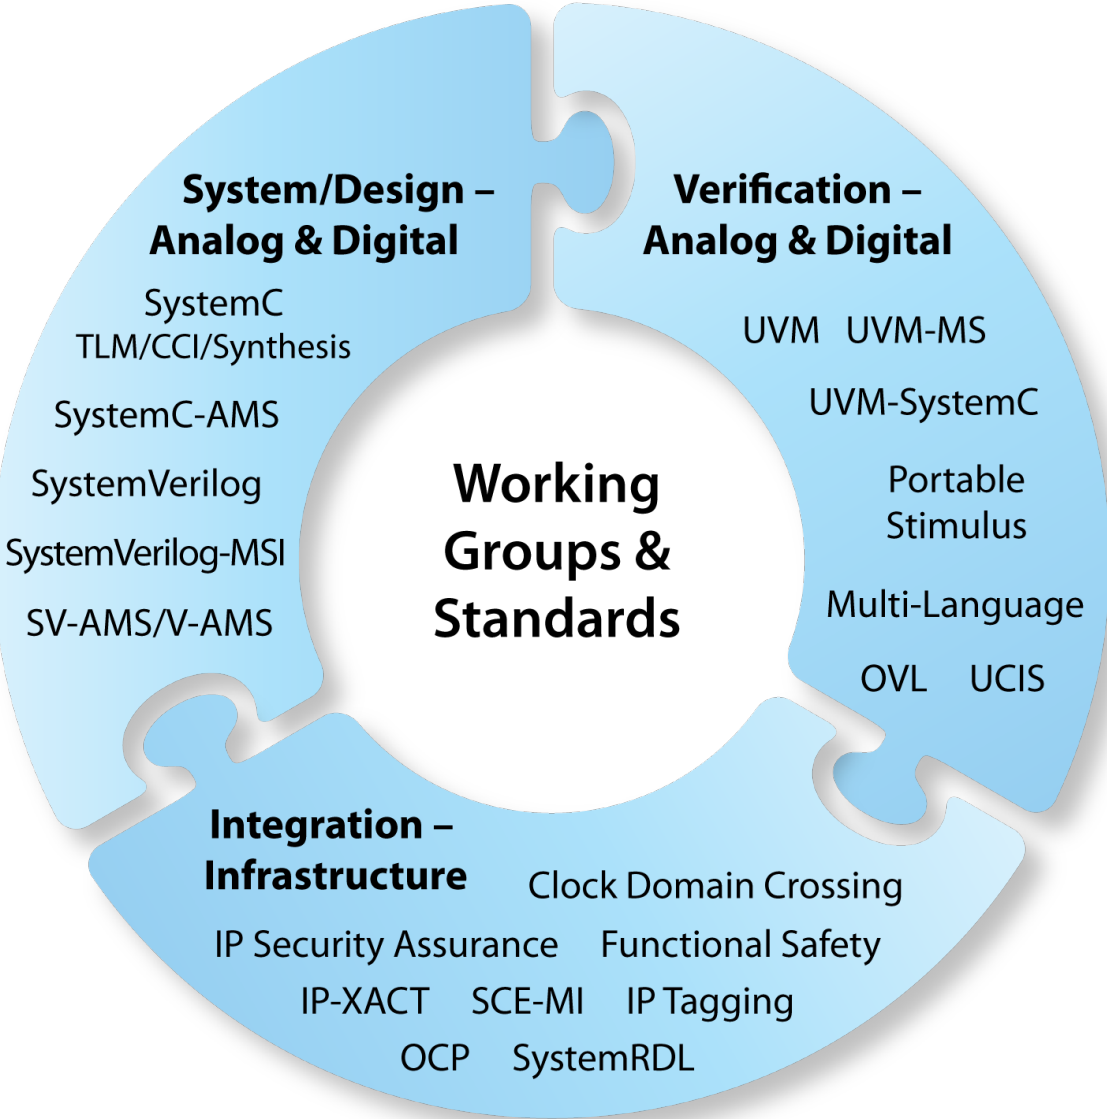 System/Design –
Analog & Digital
SystemC
TLM/CCI/Synthesis
SystemC-AMS
SystemVerilog
SystemVerilog-MSI
SV-AMS/V-AMS
Verification –
Analog & Digital
UVM UVM-MS
UVM-SystemC
Portable
Stimulus
Multi-Language
OVL UCIS
Working
Groups &
Standards
Integration –
Infrastructure
Clock Domain Crossing
IP Security Assurance Functional Safety
IP-XACT SCE-MI IP Tagging
OCP SystemRDL